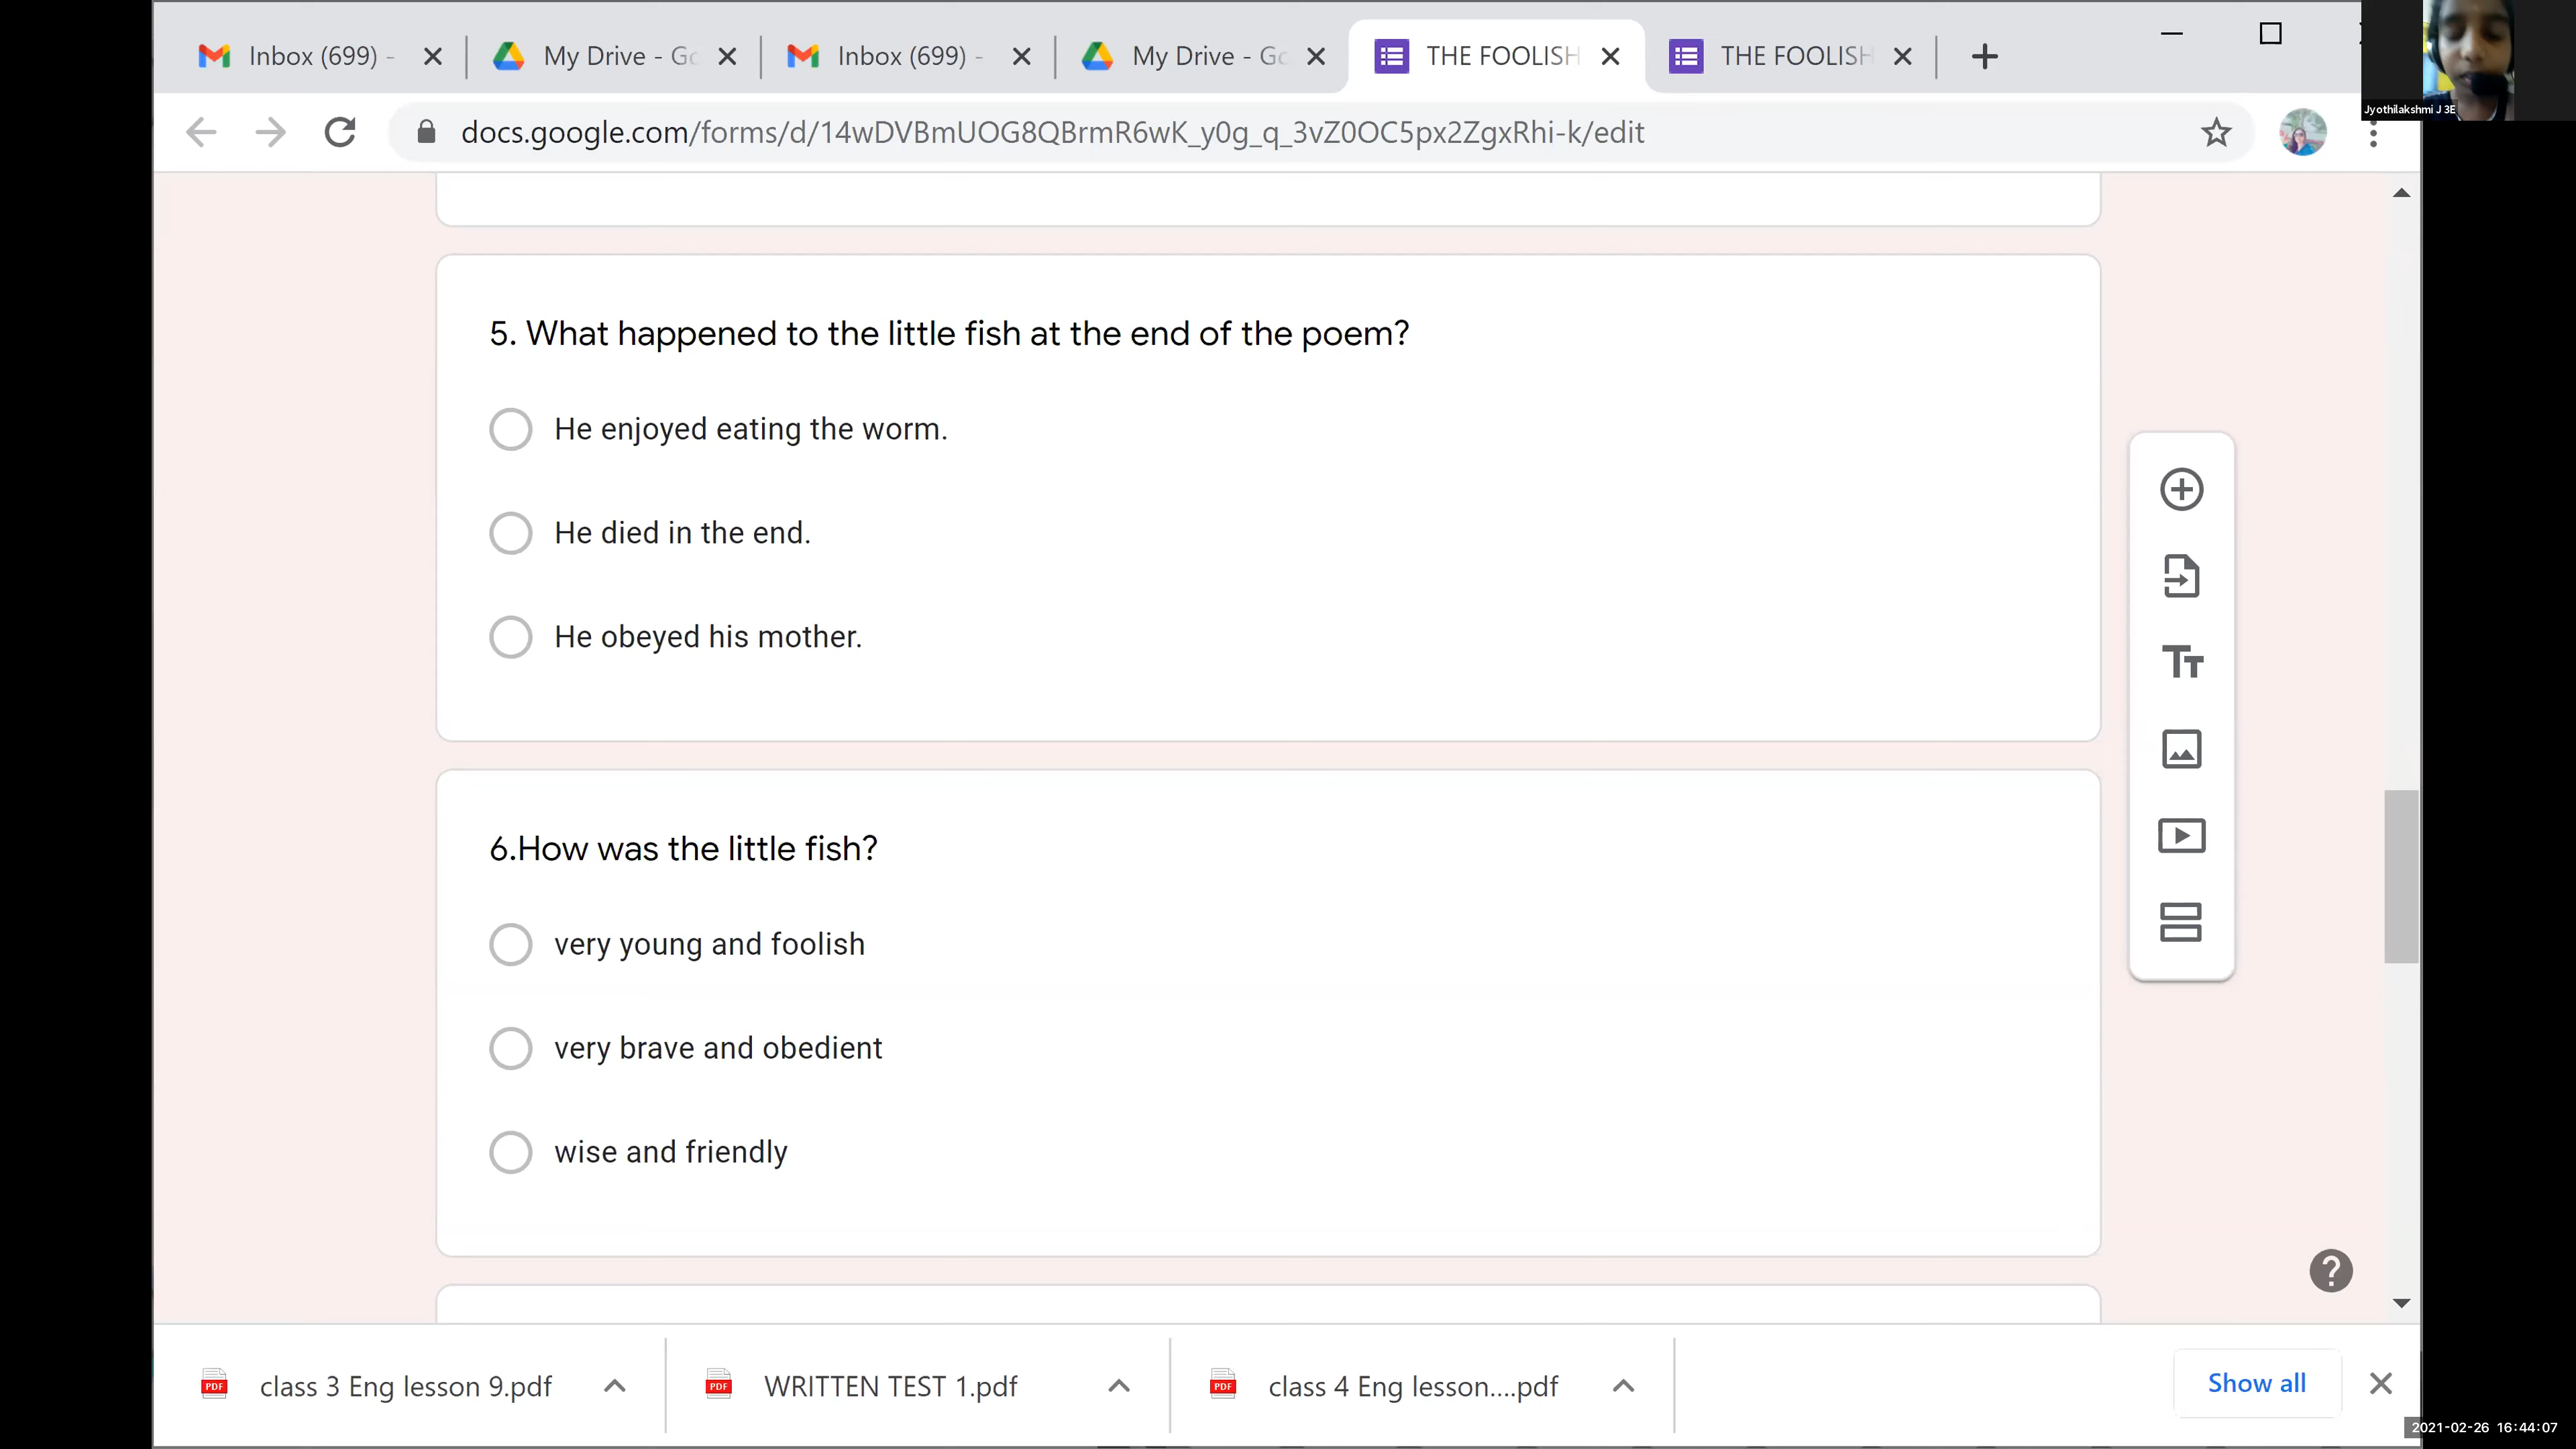 Inbox (699) -
My Drive - Go
Inbox (699) -
My Drive - Go
THE FOOLISH
THE FOOLISH
Jyothilakshmi J 3E
docs.google.com/forms/d/14wDVBmUOG8QBrmR6wK_y0g_q_3vZ0OC5px2ZgxRhi-k/edit
5. What happened to the little fish at the end of the poem?
He enjoyed eating the worm.
He died in the end.
He obeyed his mother.
6.How was the little fish?
very young and foolish
very brave and obedient
wise and friendly
class 3 Eng lesson 9.pdf
WRITTEN TEST 1.pdf
class 4 Eng lesson....pdf
Show all
2021-02-26 16:44:07